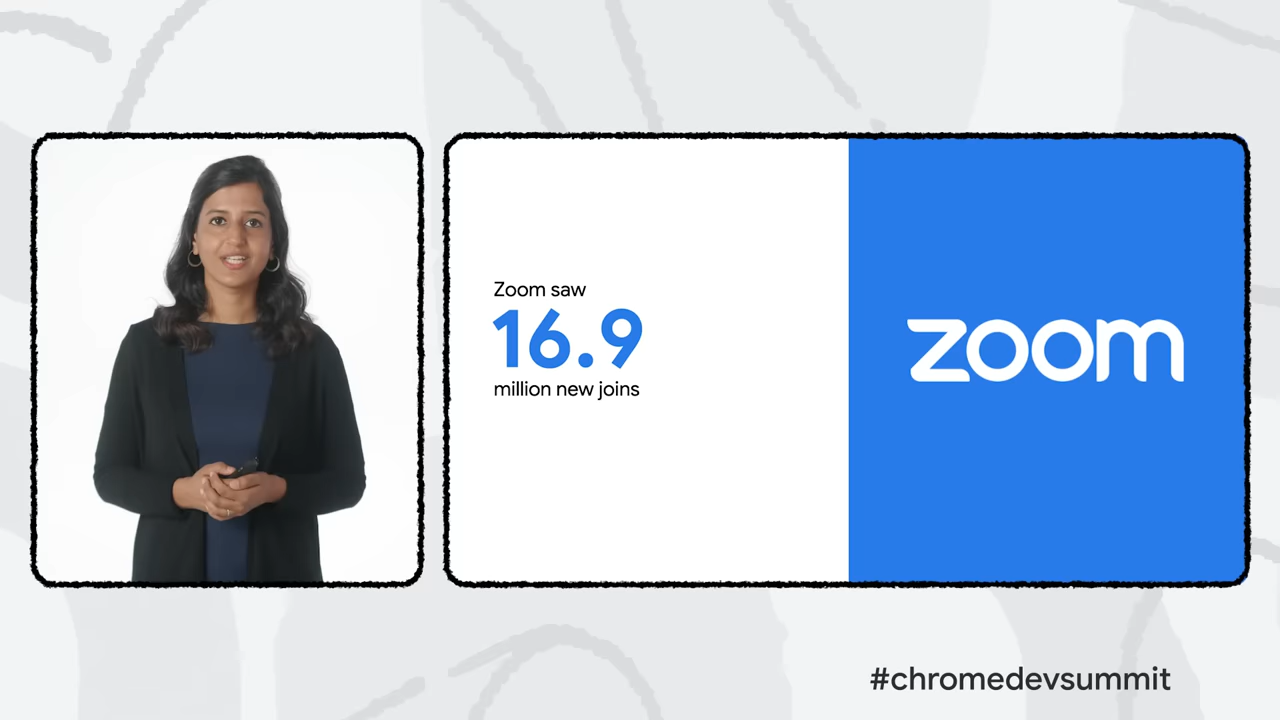 Zoom saw
16.9
million new joins
zoom
#chromedevsummit